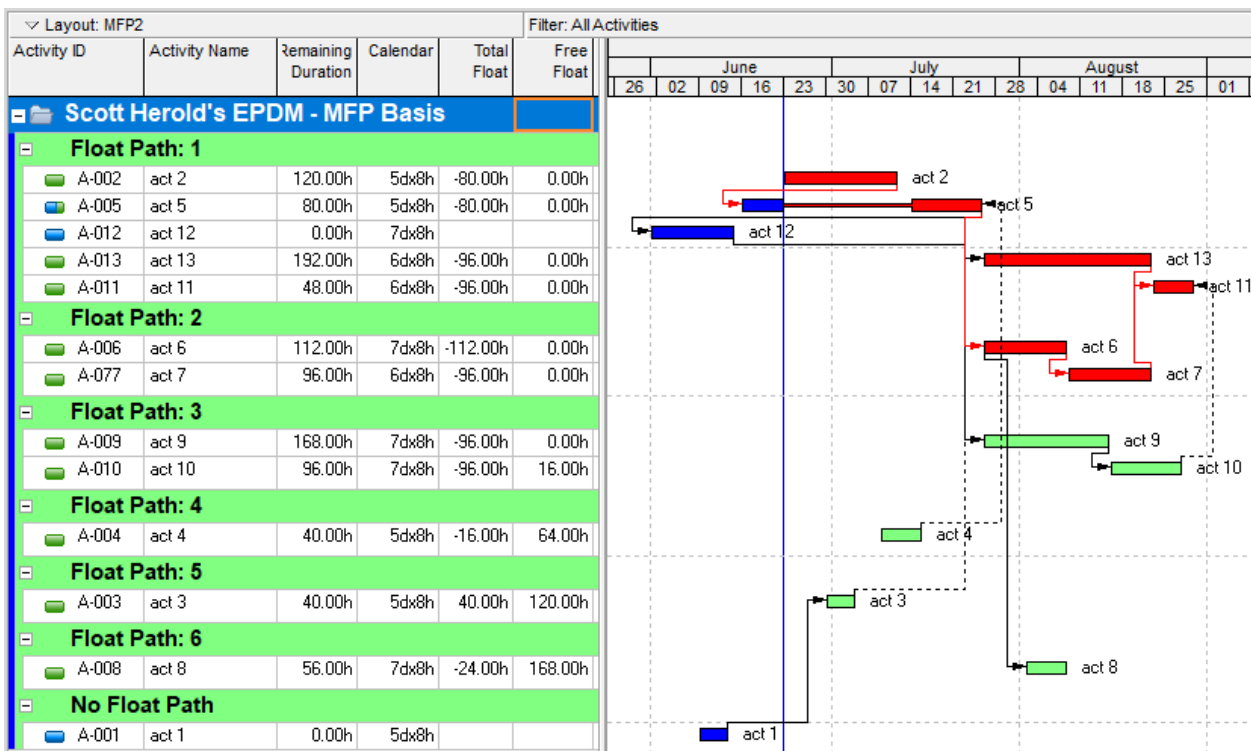 Layout: MFP2 Filter: All Activities
Activity ID Activity Name Remaining Duration Calendar Total Float Free Float
June July August
26 02 09 16 23 30 07 14 21 28 04 11 18 25 01
Scott Herold's EPDM - MFP Basis
Float Path: 1
A-002 act 2 120.00h 5dx8h -80.00h 0.00h act 2
A-005 act 5 80.00h 5dx8h -80.00h 0.00h act 5
A-012 act 12 0.00h 7dx8h act 12
A-013 act 13 192.00h 6dx8h -96.00h 0.00h act 13
A-011 act 11 48.00h 6dx8h -96.00h 0.00h act 11
Float Path: 2
A-006 act 6 112.00h 7dx8h -112.00h 0.00h act 6
A-077 act 7 96.00h 6dx8h -96.00h 0.00h act 7
Float Path: 3
A-009 act 9 168.00h 7dx8h -96.00h 0.00h act 9
A-010 act 10 96.00h 7dx8h -96.00h 16.00h act 10
Float Path: 4
A-004 act 4 40.00h 5dx8h -16.00h 64.00h act 4
Float Path: 5
A-003 act 3 40.00h 5dx8h 40.00h 120.00h act 3
Float Path: 6
A-008 act 8 56.00h 7dx8h -24.00h 168.00h act 8
No Float Path
A-001 act 1 0.00h 5dx8h act 1